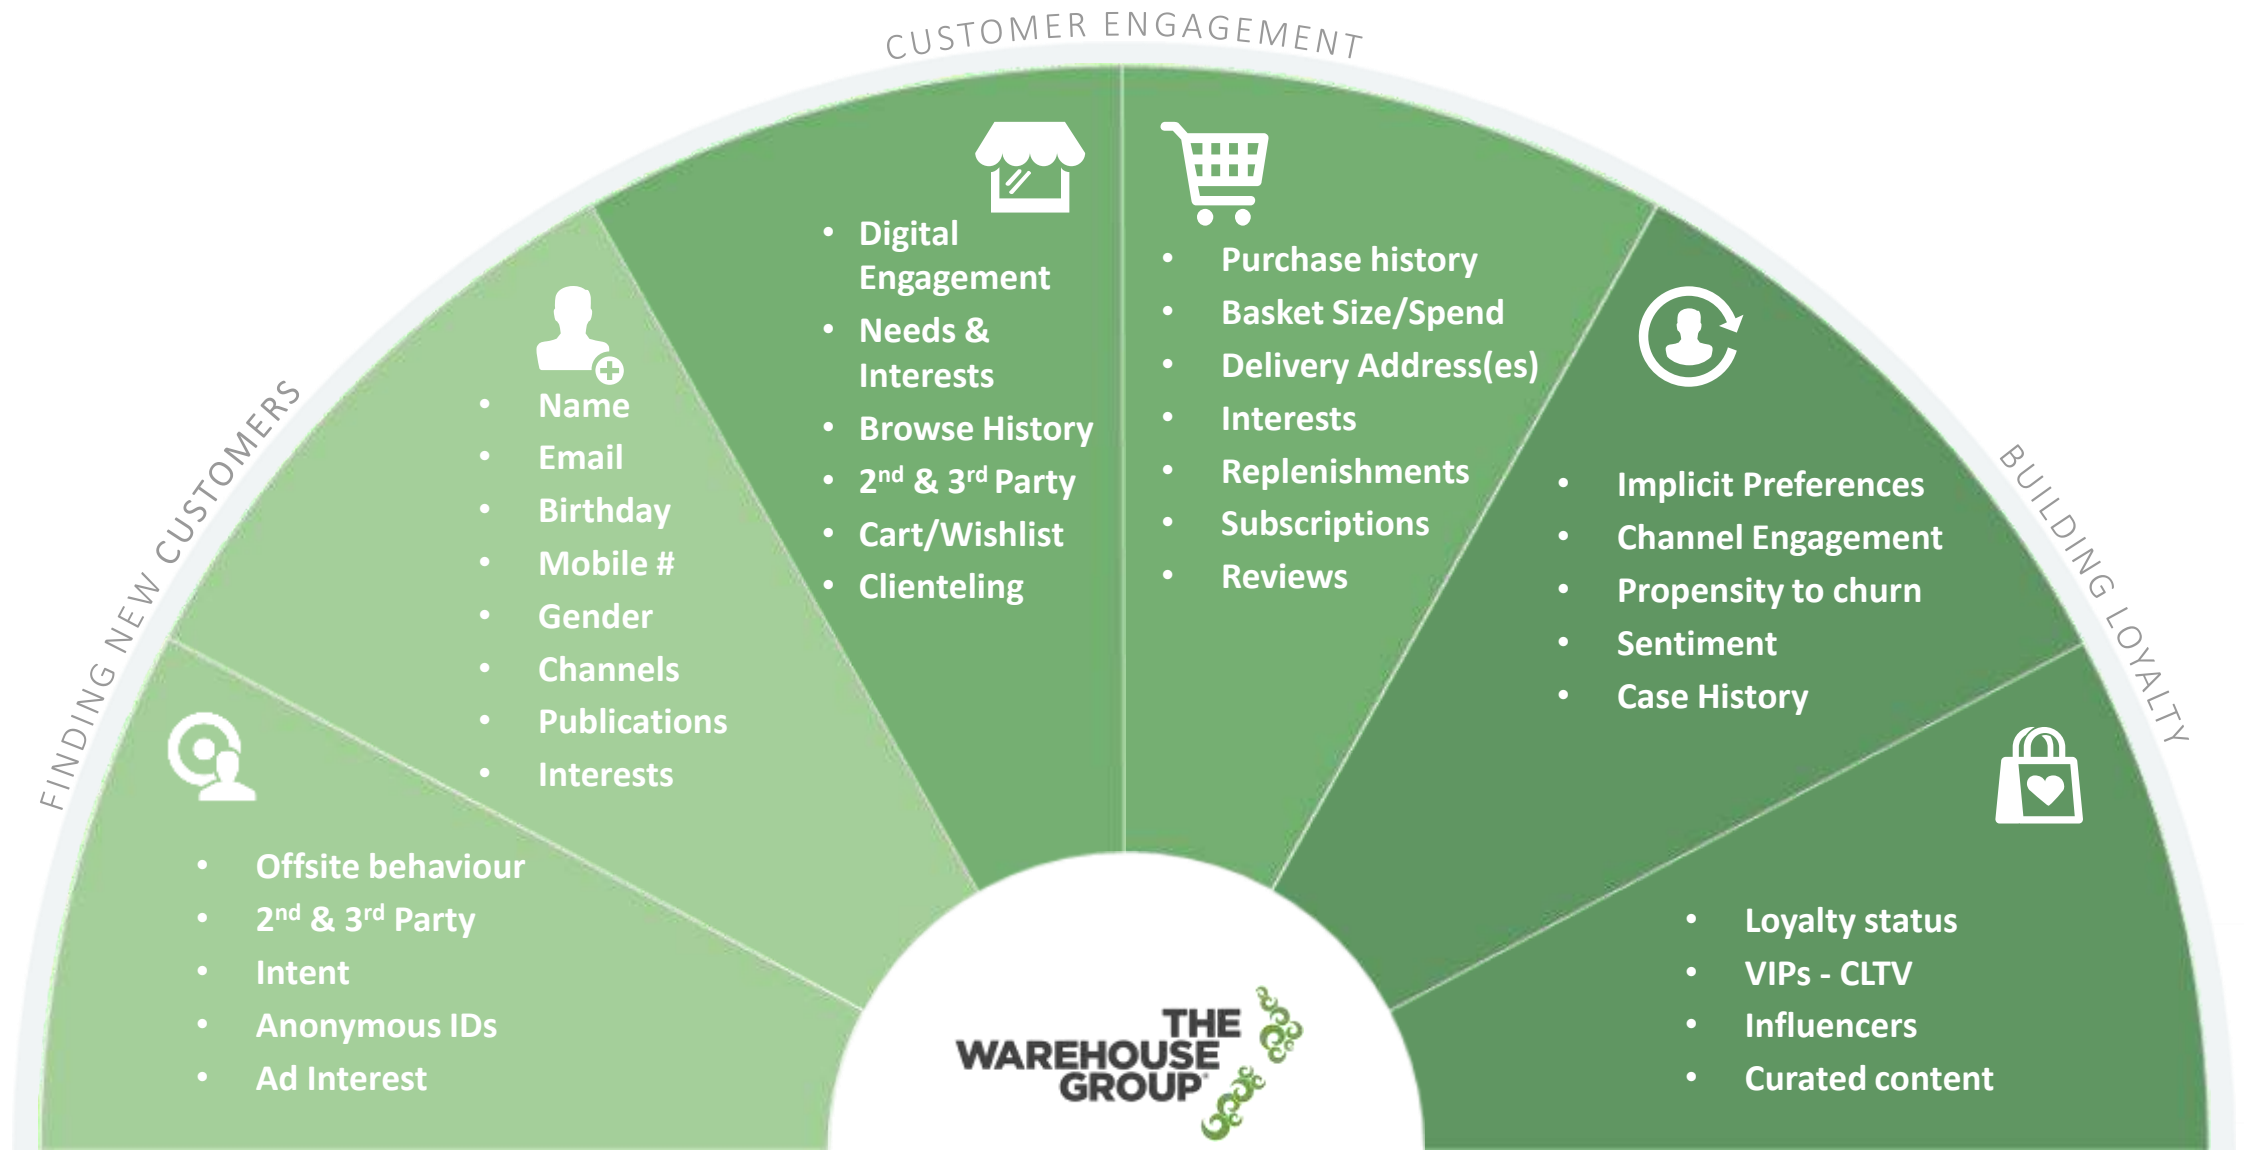 CUSTOMER ENGAGEMENT
FINDING NEW CUSTOMERS
BUILDING LOYALTY
• Offsite behaviour
• 2nd & 3rd Party
• Intent
• Anonymous IDs
• Ad Interest
• Name
• Email
• Birthday
• Mobile #
• Gender
• Channels
• Publications
• Interests
• Digital
Engagement
• Needs &
Interests
• Browse History
• 2nd & 3rd Party
• Cart/Wishlist
• Clienteling
• Purchase history
• Basket Size/Spend
• Delivery Address(es)
• Interests
• Replenishments
• Subscriptions
• Reviews
• Implicit Preferences
• Channel Engagement
• Propensity to churn
• Sentiment
• Case History
• Loyalty status
• VIPs - CLTV
• Influencers
• Curated content
THE
WAREHOUSE
GROUP